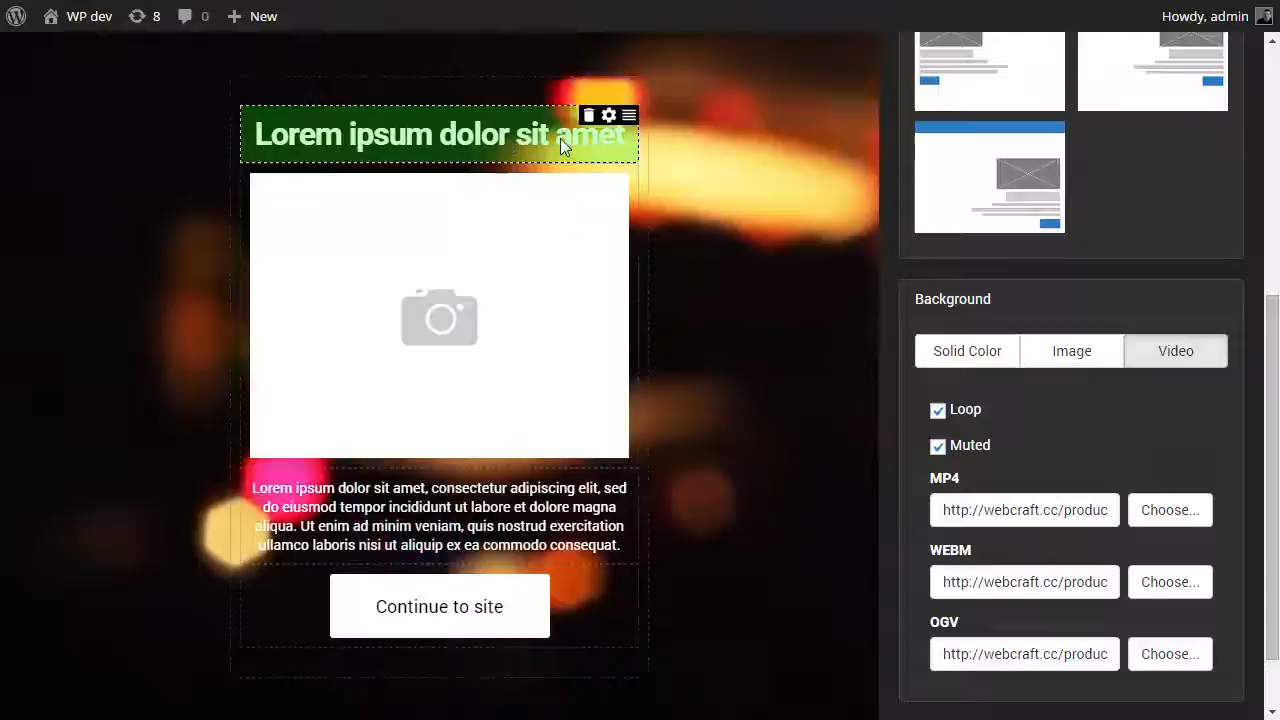 WP dev 8 0 New Howdy, admin
Lorem ipsum dolor sit amet
Lorem ipsum dolor sit amet, consectetur adipiscing elit, sed
do eiusmod tempor incididunt ut labore et dolore magna
aliqua. Ut enim ad minim veniam, quis nostrud exercitation
ullamco laboris nisi ut aliquip ex ea commodo consequat.
Continue to site
Background
Solid Color Image Video
Loop
Muted
MP4
http://webcraft.cc/produc Choose...
WEBM
http://webcraft.cc/produc Choose...
OGV
http://webcraft.cc/produc Choose...